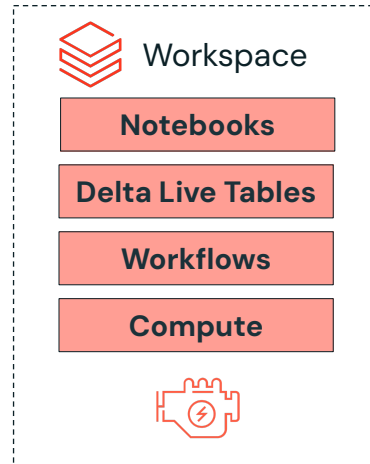 Workspace
Notebooks
Delta Live Tables
Workflows
Compute